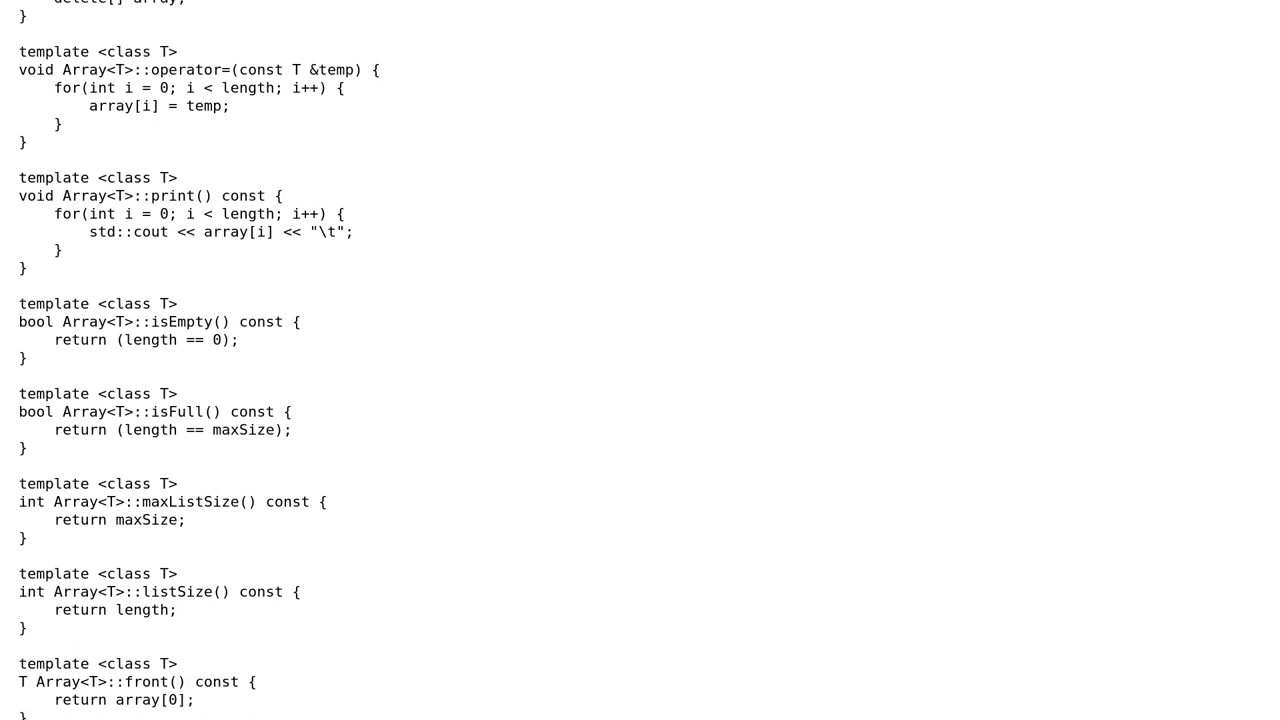 delete[] array;
}

template <class T>
void Array<T>::operator=(const T &temp) {
    for(int i = 0; i < length; i++) {
        array[i] = temp;
    }
}

template <class T>
void Array<T>::print() const {
    for(int i = 0; i < length; i++) {
        std::cout << array[i] << "\t";
    }
}

template <class T>
bool Array<T>::isEmpty() const {
    return (length == 0);
}

template <class T>
bool Array<T>::isFull() const {
    return (length == maxSize);
}

template <class T>
int Array<T>::maxListSize() const {
    return maxSize;
}

template <class T>
int Array<T>::listSize() const {
    return length;
}

template <class T>
T Array<T>::front() const {
    return array[0];
}